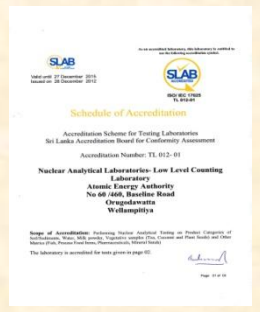 As an accredited laboratory, this laboratory is entitled to
use the following accreditation symbol.
SLAB
SLAB
Valid until 27 December 2015
Issued on 28 December 2012
ISO/ IEC 17025
TL 012-01
Schedule of Accreditation
Accreditation Scheme for Testing Laboratories
Sri Lanka Accreditation Board for Conformity Assessment
Accreditation Number: TL 012- 01
Nuclear Analytical Laboratories- Low Level Counting
Laboratory
Atomic Energy Authority
No 60 /460, Baseline Road
Orugodawatta
Wellampitiya
Scope of Accreditation: Performing Nuclear Analytical Testing on Product Categories of
Soil/Sediments, Water, Milk powder, Vegetative samples (Tea, Coconut and Plant Seeds) and Other
Matrics (Fish, Process Food Items, Pharmaceuticals, Mineral Sands)
The laboratory is accredited for tests given in page 02.
Page 01 of 05